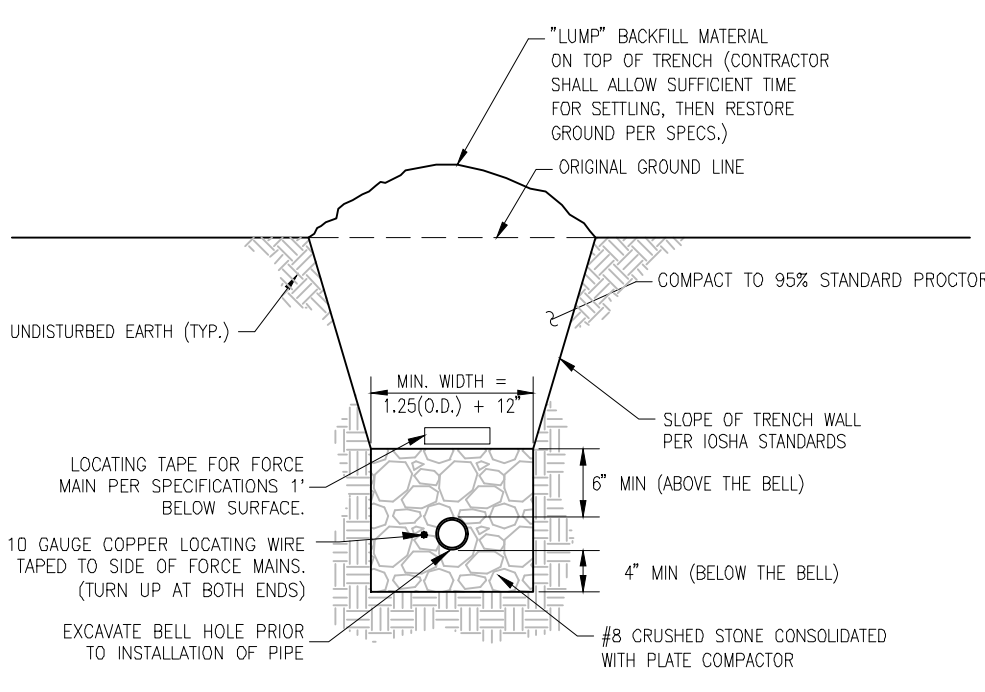 "LUMP" BACKFILL MATERIAL
ON TOP OF TRENCH (CONTRACTOR
SHALL ALLOW SUFFICIENT TIME
FOR SETTLING, THEN RESTORE
GROUND PER SPECS.)
ORIGINAL GROUND LINE
COMPACT TO 95% STANDARD PROCTOR
UNDISTURBED EARTH (TYP.)
MIN. WIDTH =
1.25(O.D.) + 12"
SLOPE OF TRENCH WALL
PER IOSHA STANDARDS
LOCATING TAPE FOR FORCE
MAIN PER SPECIFICATIONS 1'
BELOW SURFACE.
6" MIN (ABOVE THE BELL)
10 GAUGE COPPER LOCATING WIRE
TAPED TO SIDE OF FORCE MAINS.
(TURN UP AT BOTH ENDS)
4" MIN (BELOW THE BELL)
EXCAVATE BELL HOLE PRIOR
TO INSTALLATION OF PIPE
#8 CRUSHED STONE CONSOLIDATED
WITH PLATE COMPACTOR